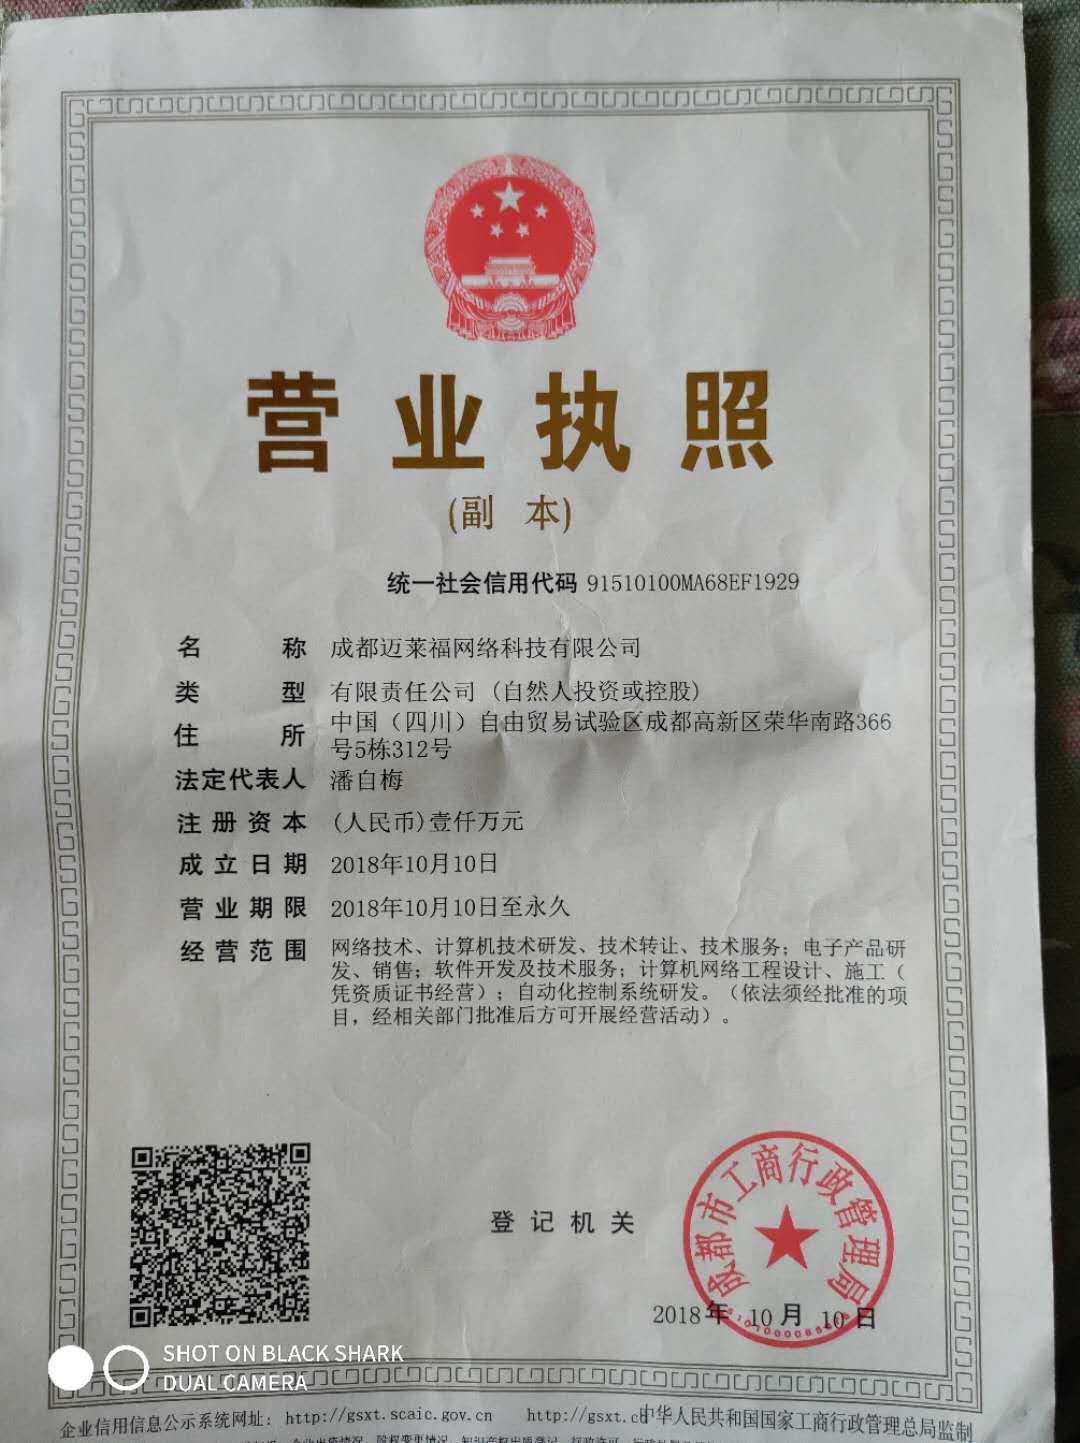 营业执照
(副 本)
统一社会信用代码 91510100MA68EF1929
名 称 成都迈莱福网络科技有限公司
类 型 有限责任公司 (自然人投资或控股)
住 所 中国（四川）自由贸易试验区成都高新区荣华南路366
号5栋312号
法定代表人 潘自梅
注册资本 (人民币)壹仟万元
成立日期 2018年10月10日
营业期限 2018年10月10日至永久
经营范围 网络技术、计算机技术研发、技术转让、技术服务；电子产品研
发、销售；软件开发及技术服务；计算机网络工程设计、施工（
凭资质证书经营）；自动化控制系统研发。（依法须经批准的项
目，经相关部门批准后方可开展经营活动）。
登记机关
成都市工商行政管理局
2018年 10月 10日
SHOT ON BLACK SHARK
DUAL CAMERA
企业信用信息公示系统网址： http://gsxt.scaic.gov.cn http://gsxt.c
中华人民共和国国家工商行政管理总局监制